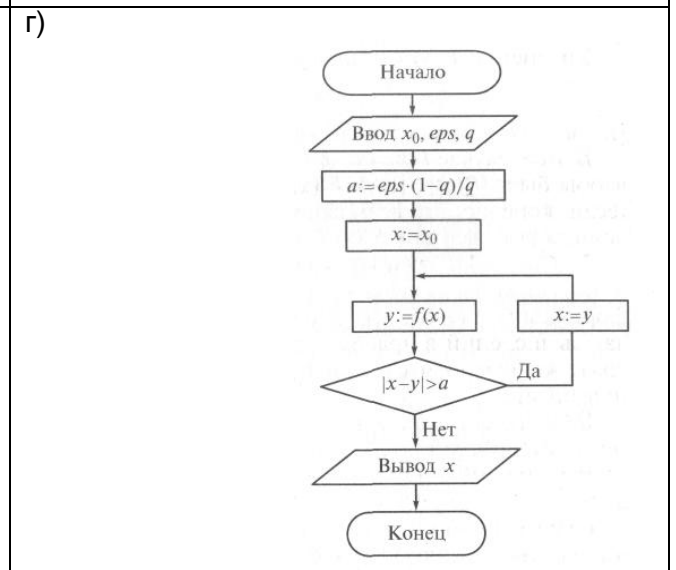 г)
Начало
Ввод x₀, eps, q
a:=eps·(1−q)/q
x:=x₀
y:=f(x)
x:=y
|x−y|>a
Да
Нет
Вывод x
Конец